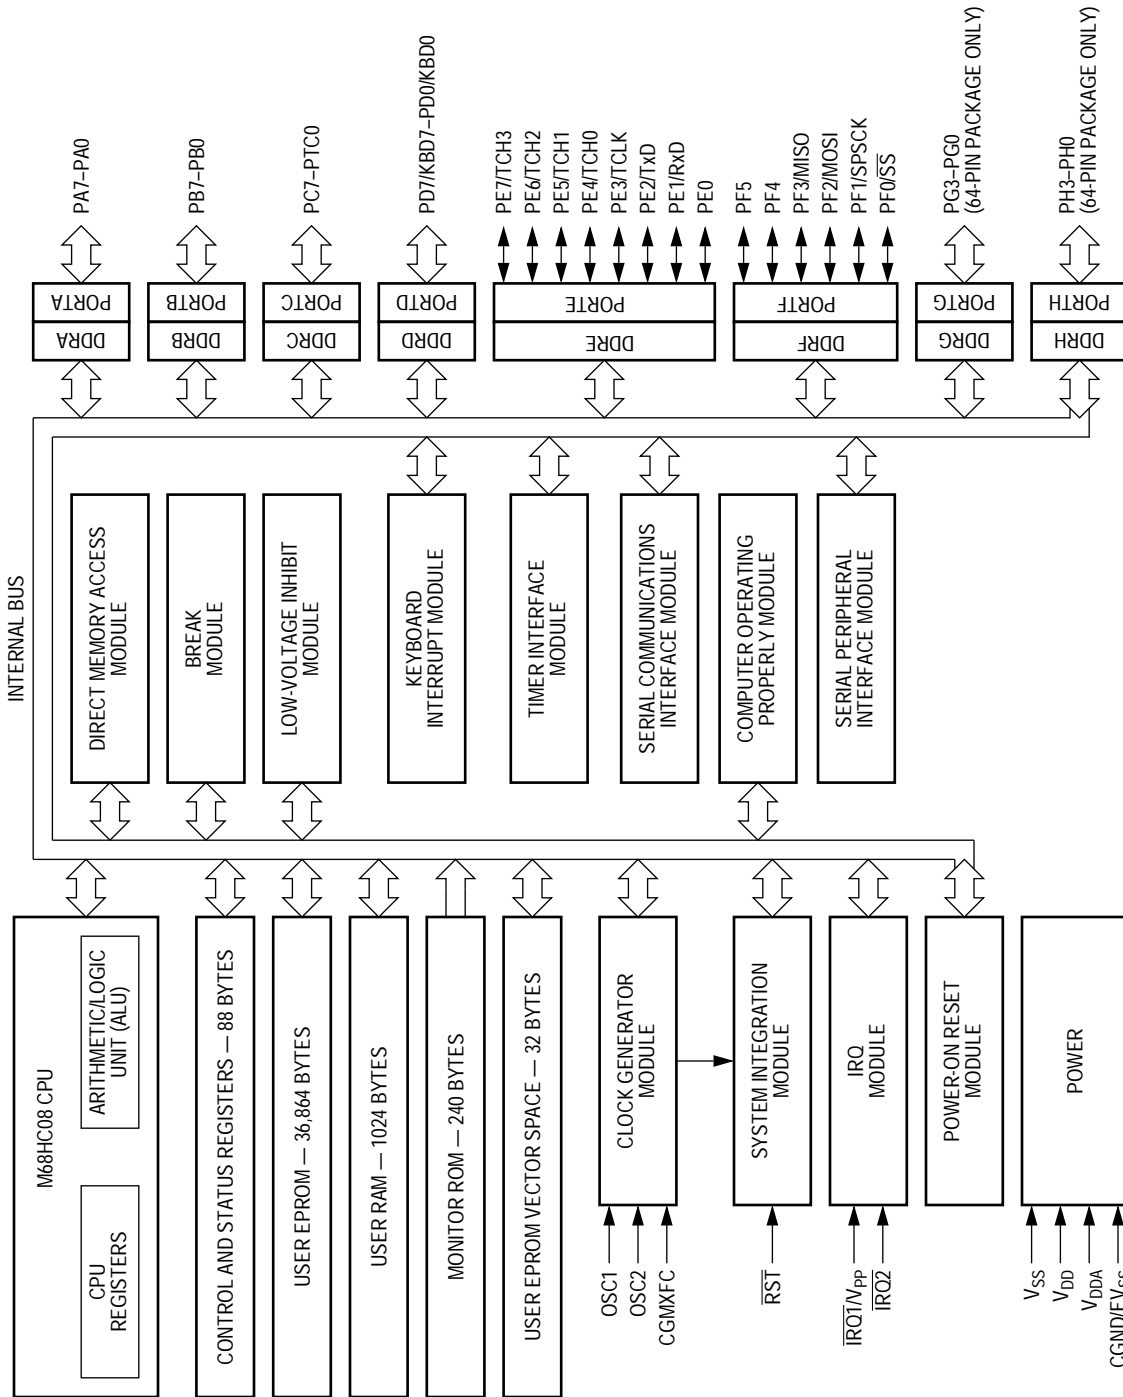 INTERNAL BUS
M68HC08 CPU
CPU
REGISTERS
ARITHMETIC/LOGIC
UNIT (ALU)
CONTROL AND STATUS REGISTERS — 88 BYTES
USER EPROM — 36,864 BYTES
USER RAM — 1024 BYTES
MONITOR ROM — 240 BYTES
USER EPROM VECTOR SPACE — 32 BYTES
OSC1
OSC2
CGMXFC
CLOCK GENERATOR
MODULE
RST
SYSTEM INTEGRATION
MODULE
IRQ1/VPP
IRQ2
IRQ
MODULE
POWER-ON RESET
MODULE
VSS
VDD
VDDA
CGND/EVSS
POWER
DIRECT MEMORY ACCESS
MODULE
BREAK
MODULE
LOW-VOLTAGE INHIBIT
MODULE
KEYBOARD
INTERRUPT MODULE
TIMER INTERFACE
MODULE
SERIAL COMMUNICATIONS
INTERFACE MODULE
COMPUTER OPERATING
PROPERLY MODULE
SERIAL PERIPHERAL
INTERFACE MODULE
DDRA
PORTA
PA7–PA0
DDRB
PORTB
PB7–PB0
DDRC
PORTC
PC7–PTC0
DDRD
PORTD
PD7/KBD7–PD0/KBD0
DDRE
PORTE
PE7/TCH3
PE6/TCH2
PE5/TCH1
PE4/TCH0
PE3/TCLK
PE2/TxD
PE1/RxD
PE0
DDRF
PORTF
PF5
PF4
PF3/MISO
PF2/MOSI
PF1/SPSCK
PF0/SS
DDRG
PORTG
PG3–PG0
(64-PIN PACKAGE ONLY)
DDRH
PORTH
PH3–PH0
(64-PIN PACKAGE ONLY)